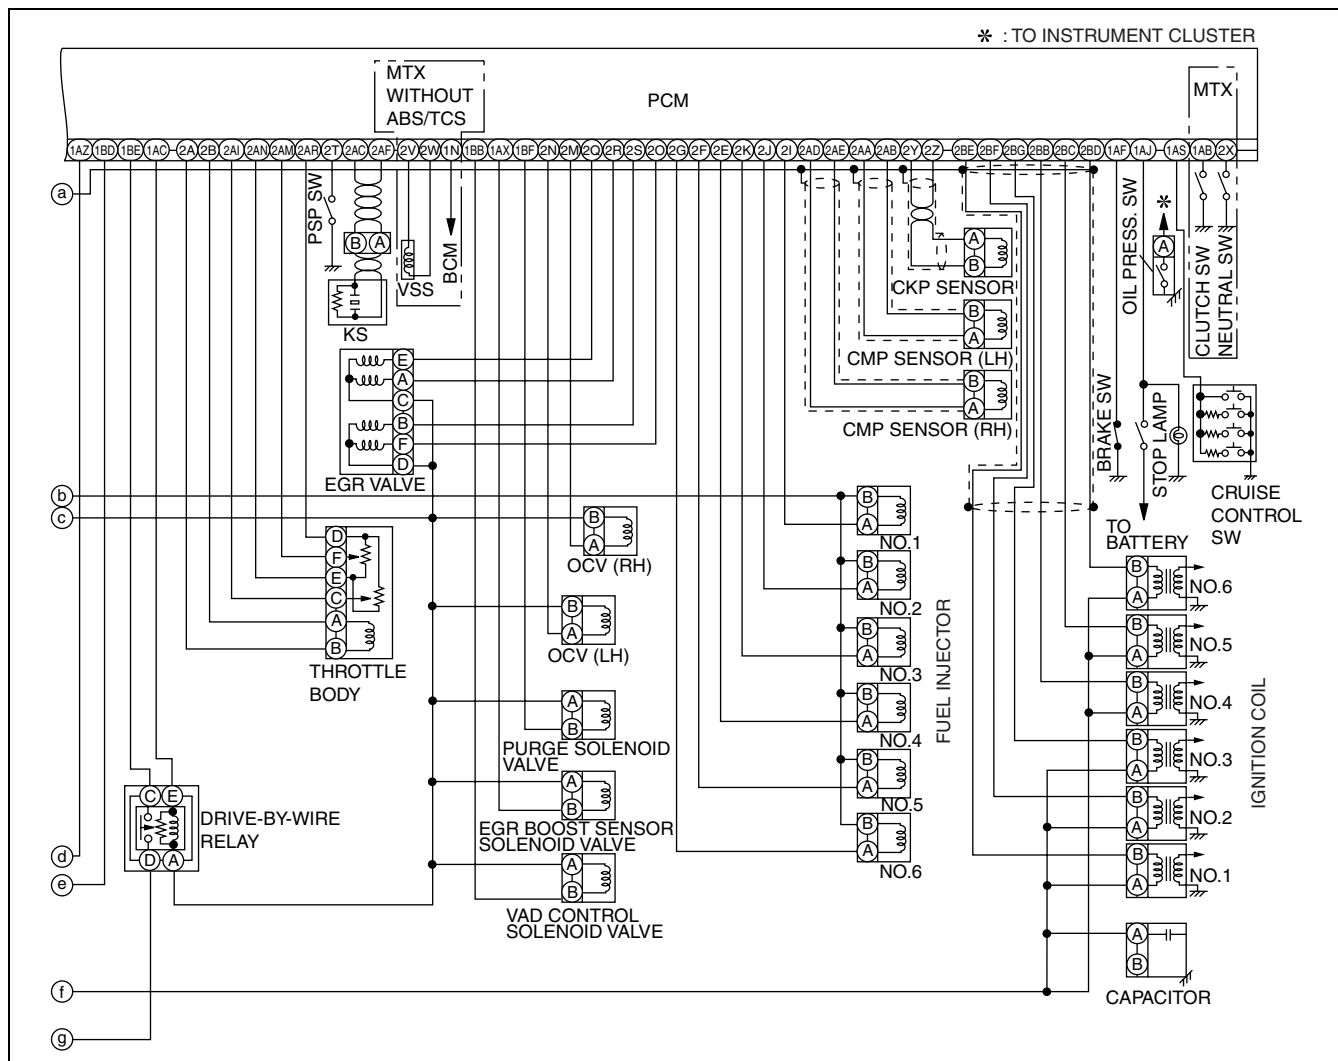 ✻ : TO INSTRUMENT CLUSTER
MTX
WITHOUT
ABS/TCS
PCM
MTX
1AZ 1BD 1BE 1AC 2A 2B 2AI 2AN 2AM 2AR 2T 2AC 2AF 2V 2W 1N 1BB 1AX 1BF 2N 2M 2Q 2R 2S 2O 2G 2F 2E 2K 2J 2I 2AD 2AE 2AA 2AB 2Y 2Z 2BE 2BF 2BG 2BB 2BC 2BD 1AF 1AJ 1AS 1AB 2X
a
PSP SW
B A
KS
VSS
BCM
A
B
CKP SENSOR
B
A
CMP SENSOR (LH)
B
A
CMP SENSOR (RH)
OIL PRESS. SW
✻
A
CLUTCH SW
NEUTRAL SW
BRAKE SW
STOP LAMP
TO
BATTERY
CRUISE
CONTROL
SW
E
A
C
B
F
D
EGR VALVE
b
c
B
A
OCV (RH)
D
F
E
C
A
B
THROTTLE
BODY
B
A
OCV (LH)
A
B
PURGE SOLENOID
VALVE
A
B
EGR BOOST SENSOR
SOLENOID VALVE
A
B
VAD CONTROL
SOLENOID VALVE
C E
D A
DRIVE-BY-WIRE
RELAY
B
A
NO.1
B
A
NO.2
B
A
NO.3
B
A
NO.4
B
A
NO.5
B
A
NO.6
FUEL INJECTOR
B
A
NO.6
B
A
NO.5
B
A
NO.4
B
A
NO.3
B
A
NO.2
B
A
NO.1
IGNITION COIL
A
B
CAPACITOR
d
e
f
g